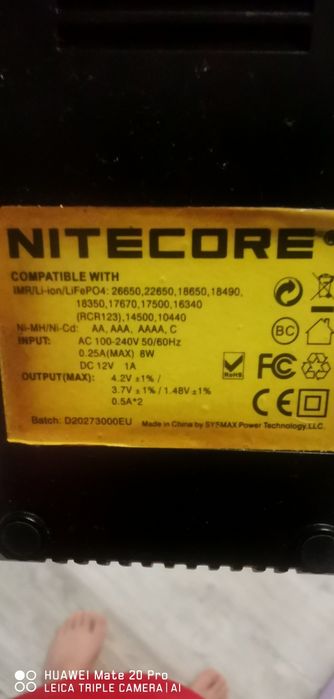 NITECORE
COMPATIBLE WITH
IMR/Li-ion/LiFePO4: 26650,22650,18650,18490,
18350,17670,17500,16340
(RCR123),14500,10440
Ni-MH/Ni-Cd: AA, AAA, AAAA, C
INPUT: AC 100-240V 50/60Hz
0.25A(MAX) 8W
DC 12V 1A
OUTPUT(MAX): 4.2V ±1% /
3.7V ±1% / 1.48V ±1%
0.5A*2
BC
RoHS
FC
CE
Batch: D20273000EU Made in China by SYSMAX Power Technology,LLC.
HUAWEI Mate 20 Pro
LEICA TRIPLE CAMERA | AI